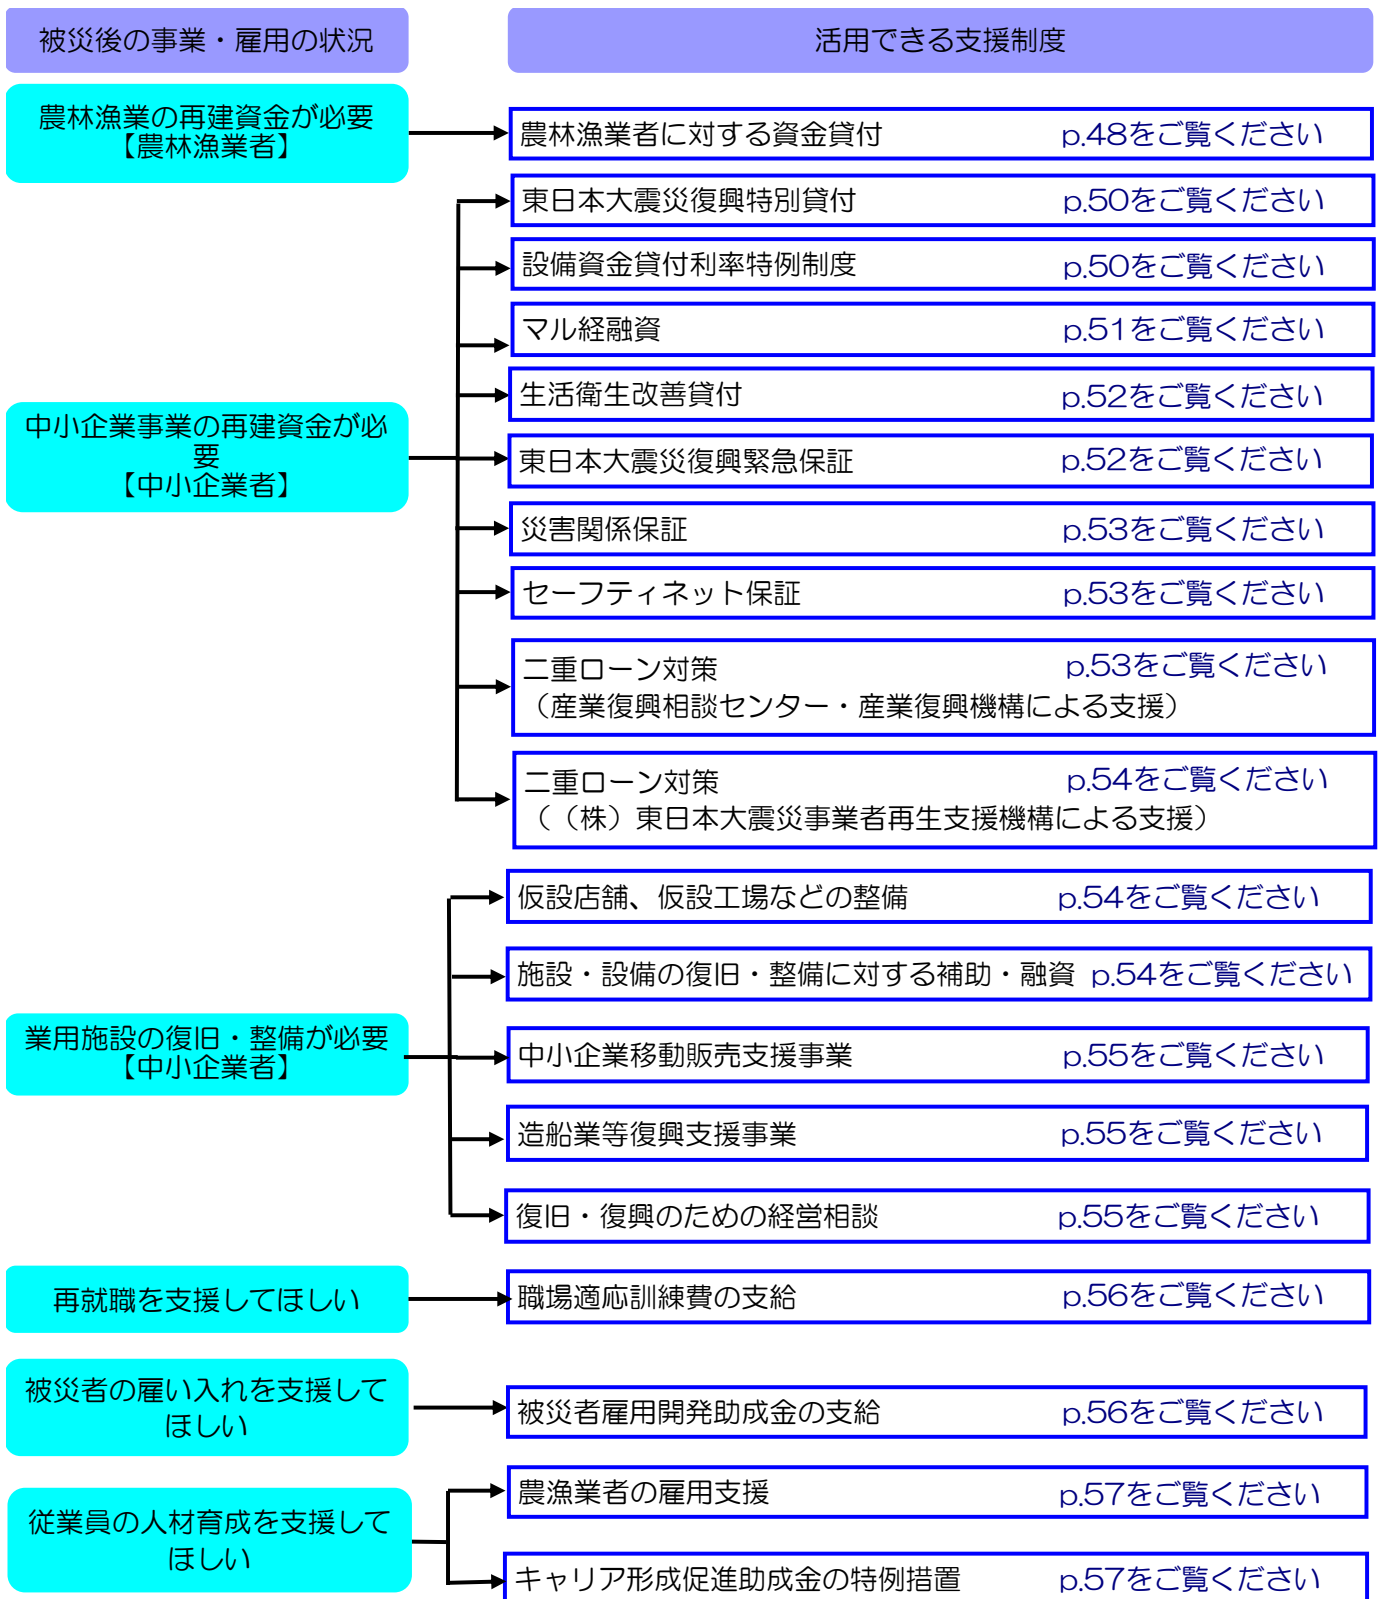 被災後の事業・雇用の状況
活用できる支援制度
農林漁業の再建資金が必要
【農林漁業者】
農林漁業者に対する資金貸付 p.48をご覧ください
東日本大震災復興特別貸付 p.50をご覧ください
設備資金貸付利率特例制度 p.50をご覧ください
マル経融資 p.51をご覧ください
生活衛生改善貸付 p.52をご覧ください
中小企業事業の再建資金が必
要
【中小企業者】
東日本大震災復興緊急保証 p.52をご覧ください
災害関係保証 p.53をご覧ください
セーフティネット保証 p.53をご覧ください
二重ローン対策 p.53をご覧ください
（産業復興相談センター・産業復興機構による支援）
二重ローン対策 p.54をご覧ください
（（株）東日本大震災事業者再生支援機構による支援）
仮設店舗、仮設工場などの整備 p.54をご覧ください
施設・設備の復旧・整備に対する補助・融資 p.54をご覧ください
業用施設の復旧・整備が必要
【中小企業者】
中小企業移動販売支援事業 p.55をご覧ください
造船業等復興支援事業 p.55をご覧ください
復旧・復興のための経営相談 p.55をご覧ください
再就職を支援してほしい
職場適応訓練費の支給 p.56をご覧ください
被災者の雇い入れを支援して
ほしい
被災者雇用開発助成金の支給 p.56をご覧ください
農漁業者の雇用支援 p.57をご覧ください
従業員の人材育成を支援して
ほしい
キャリア形成促進助成金の特例措置 p.57をご覧ください